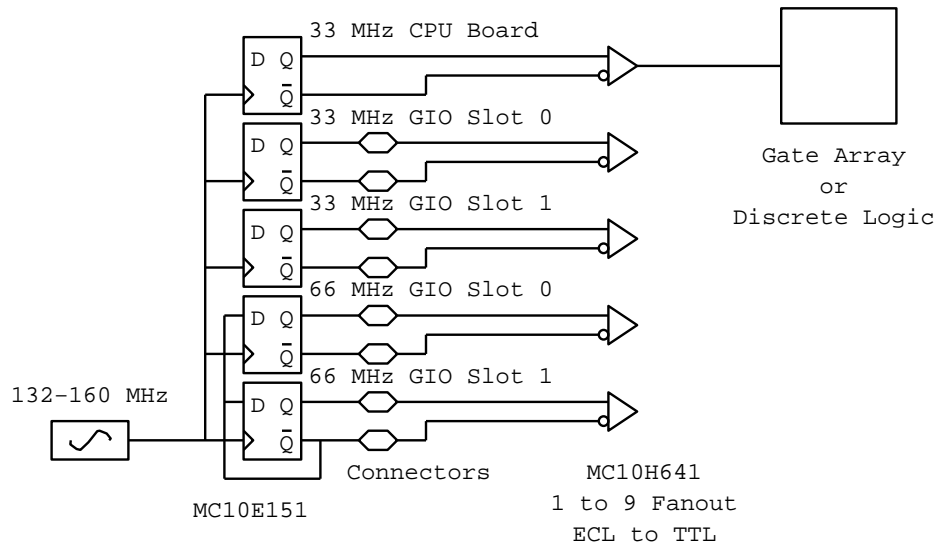 33 MHz CPU Board
D Q
Q̅
33 MHz GIO Slot 0
D Q
Q̅
Gate Array
or
Discrete Logic
33 MHz GIO Slot 1
D Q
Q̅
66 MHz GIO Slot 0
D Q
Q̅
66 MHz GIO Slot 1
132–160 MHz
D Q
Q̅
Connectors
MC10E151
MC10H641
1 to 9 Fanout
ECL to TTL